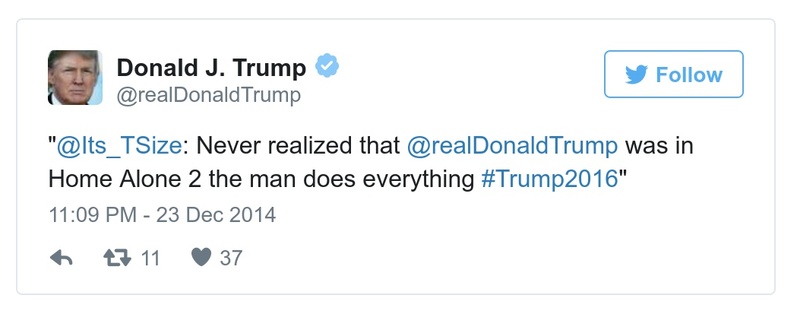 Donald J. Trump
@realDonaldTrump
Follow
"@Its_TSize: Never realized that @realDonaldTrump was in
Home Alone 2 the man does everything #Trump2016"
11:09 PM - 23 Dec 2014
11 37